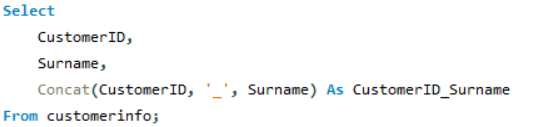 Select
CustomerID,
Surname,
Concat(CustomerID, '_', Surname) As CustomerID_Surname
From customerinfo;